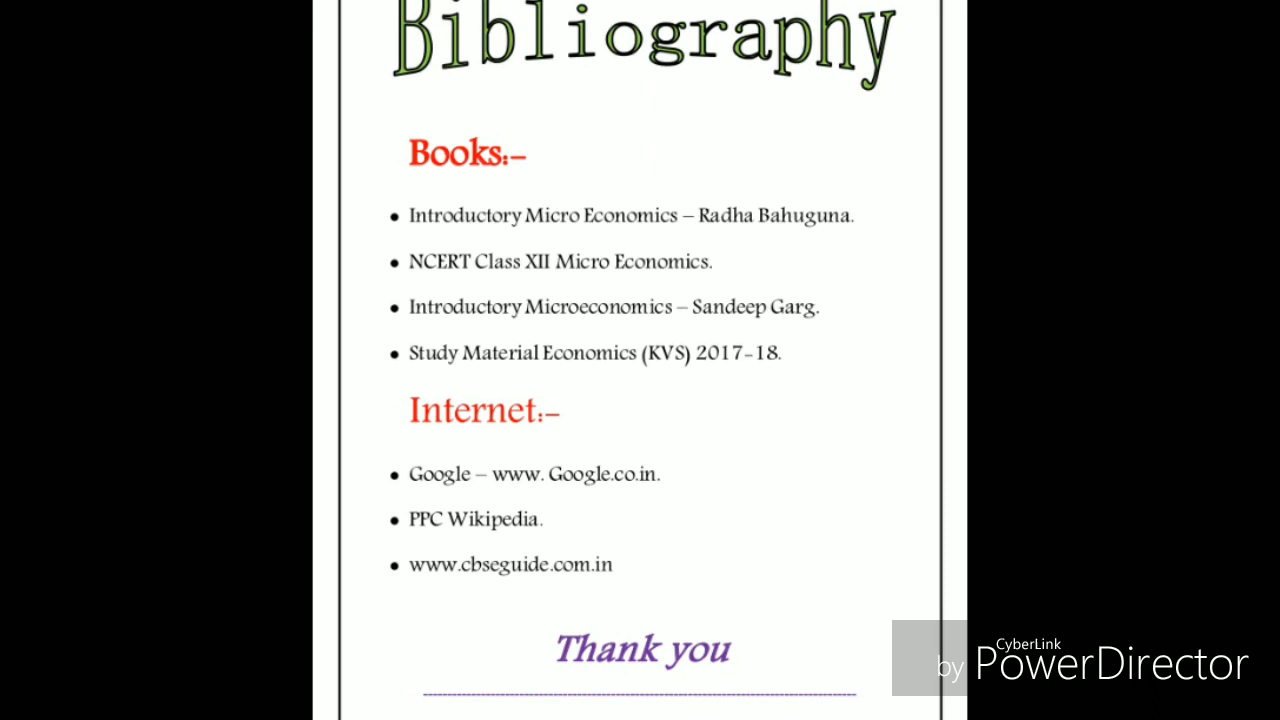 Bibliography
Books:-
• Introductory Micro Economics – Radha Bahuguna.
• NCERT Class XII Micro Economics.
• Introductory Microeconomics – Sandeep Garg.
• Study Material Economics (KVS) 2017-18.
Internet:-
• Google – www. Google.co.in.
• PPC Wikipedia.
• www.cbseguide.com.in
Thank you
CyberLink
by PowerDirector